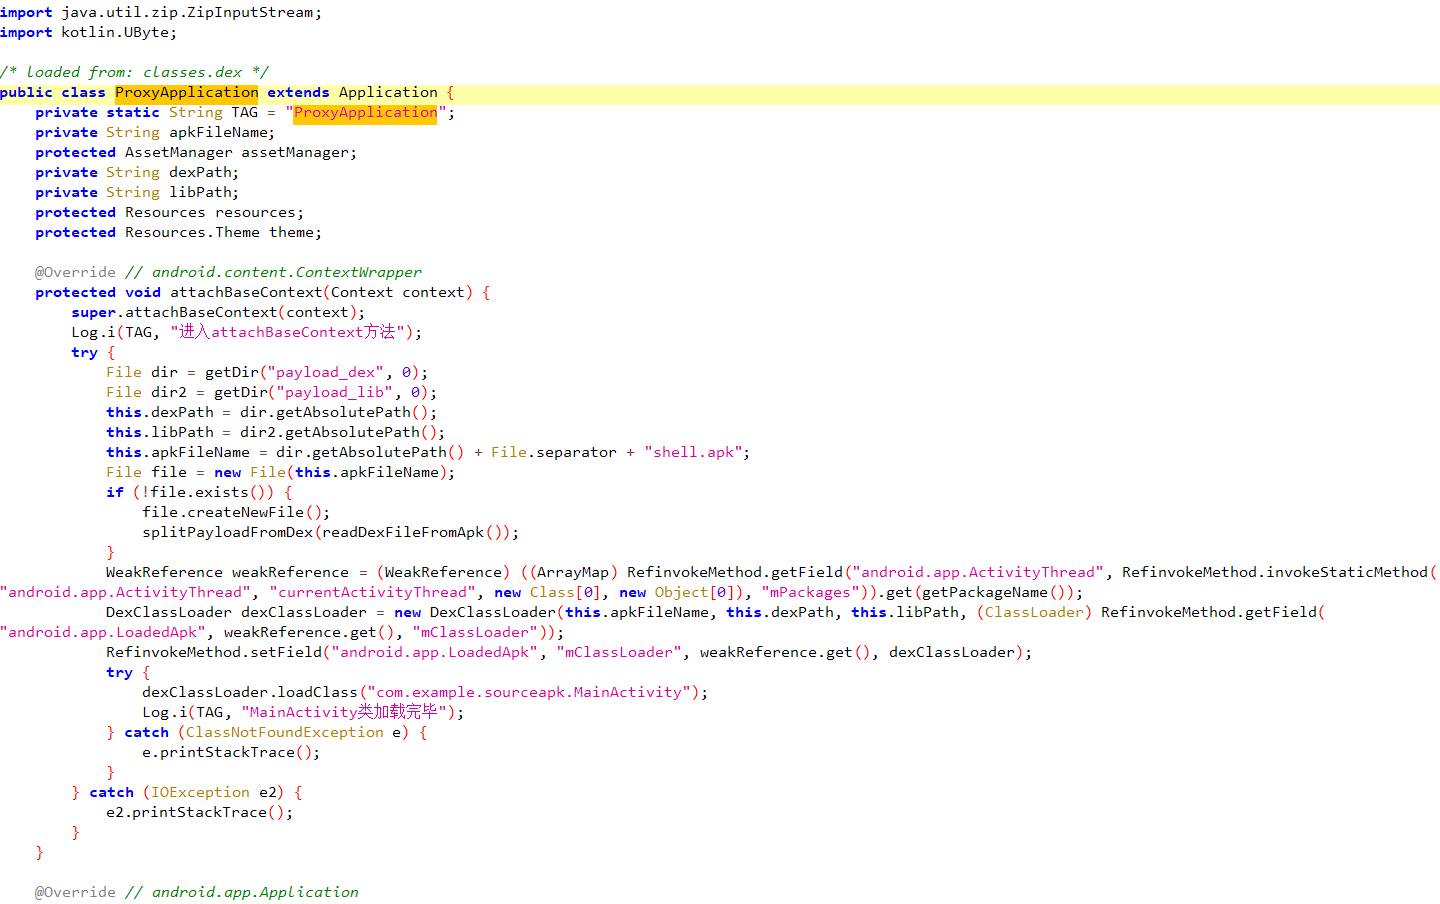 import java.util.zip.ZipInputStream;
import kotlin.UByte;
/* loaded from: classes.dex */
public class ProxyApplication extends Application {
private static String TAG = "ProxyApplication";
private String apkFileName;
protected AssetManager assetManager;
private String dexPath;
private String libPath;
protected Resources resources;
protected Resources.Theme theme;
@Override // android.content.ContextWrapper
protected void attachBaseContext(Context context) {
super.attachBaseContext(context);
Log.i(TAG, "进入attachBaseContext方法");
try {
File dir = getDir("payload_dex", 0);
File dir2 = getDir("payload_lib", 0);
this.dexPath = dir.getAbsolutePath();
this.libPath = dir2.getAbsolutePath();
this.apkFileName = dir.getAbsolutePath() + File.separator + "shell.apk";
File file = new File(this.apkFileName);
if (!file.exists()) {
file.createNewFile();
splitPayloadFromDex(readDexFileFromApk());
}
WeakReference weakReference = (WeakReference) ((ArrayMap) RefinvokeMethod.getField("android.app.ActivityThread", RefinvokeMethod.invokeStaticMethod(
"android.app.ActivityThread", "currentActivityThread", new Class[0], new Object[0]), "mPackages")).get(getPackageName());
DexClassLoader dexClassLoader = new DexClassLoader(this.apkFileName, this.dexPath, this.libPath, (ClassLoader) RefinvokeMethod.getField(
"android.app.LoadedApk", weakReference.get(), "mClassLoader"));
RefinvokeMethod.setField("android.app.LoadedApk", "mClassLoader", weakReference.get(), dexClassLoader);
try {
dexClassLoader.loadClass("com.example.sourceapk.MainActivity");
Log.i(TAG, "MainActivity类加载完毕");
} catch (ClassNotFoundException e) {
e.printStackTrace();
}
} catch (IOException e2) {
e2.printStackTrace();
}
}
@Override // android.app.Application